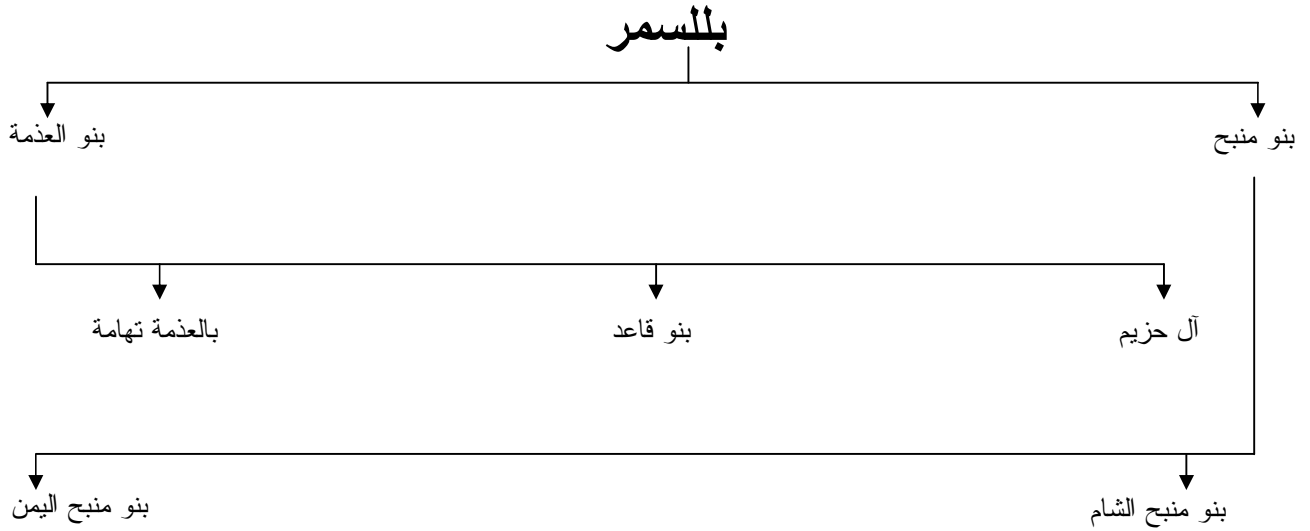 بللسمر
بنو منبح
بنو العذمة
آل حزيم
بنو قاعد
بالعذمة تهامة
بنو منبح الشام
بنو منبح اليمن